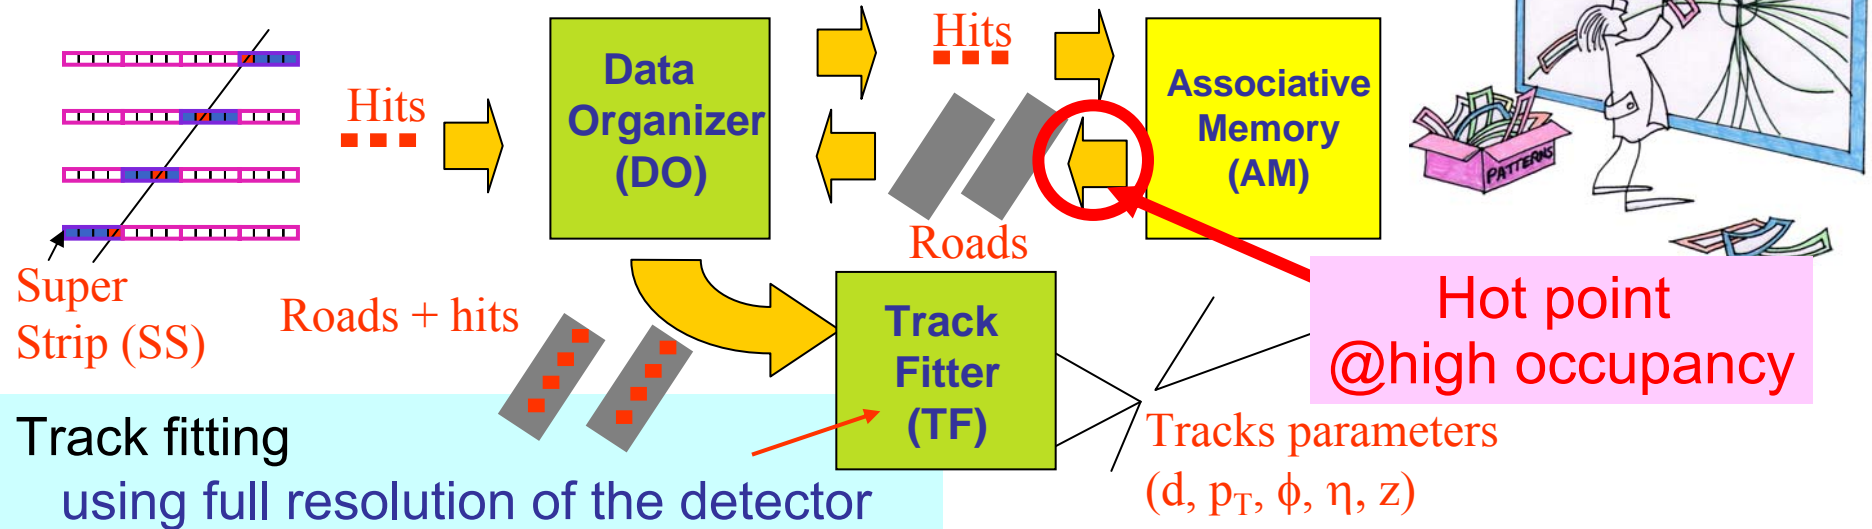 Hits
Data
Organizer
(DO)
Hits
Associative
Memory
(AM)
PATTERNS
Roads
Super
Strip (SS)
Roads + hits
Track
Fitter
(TF)
Hot point
@high occupancy
Track fitting
using full resolution of the detector
Tracks parameters
(d, p_T, ϕ, η, z)